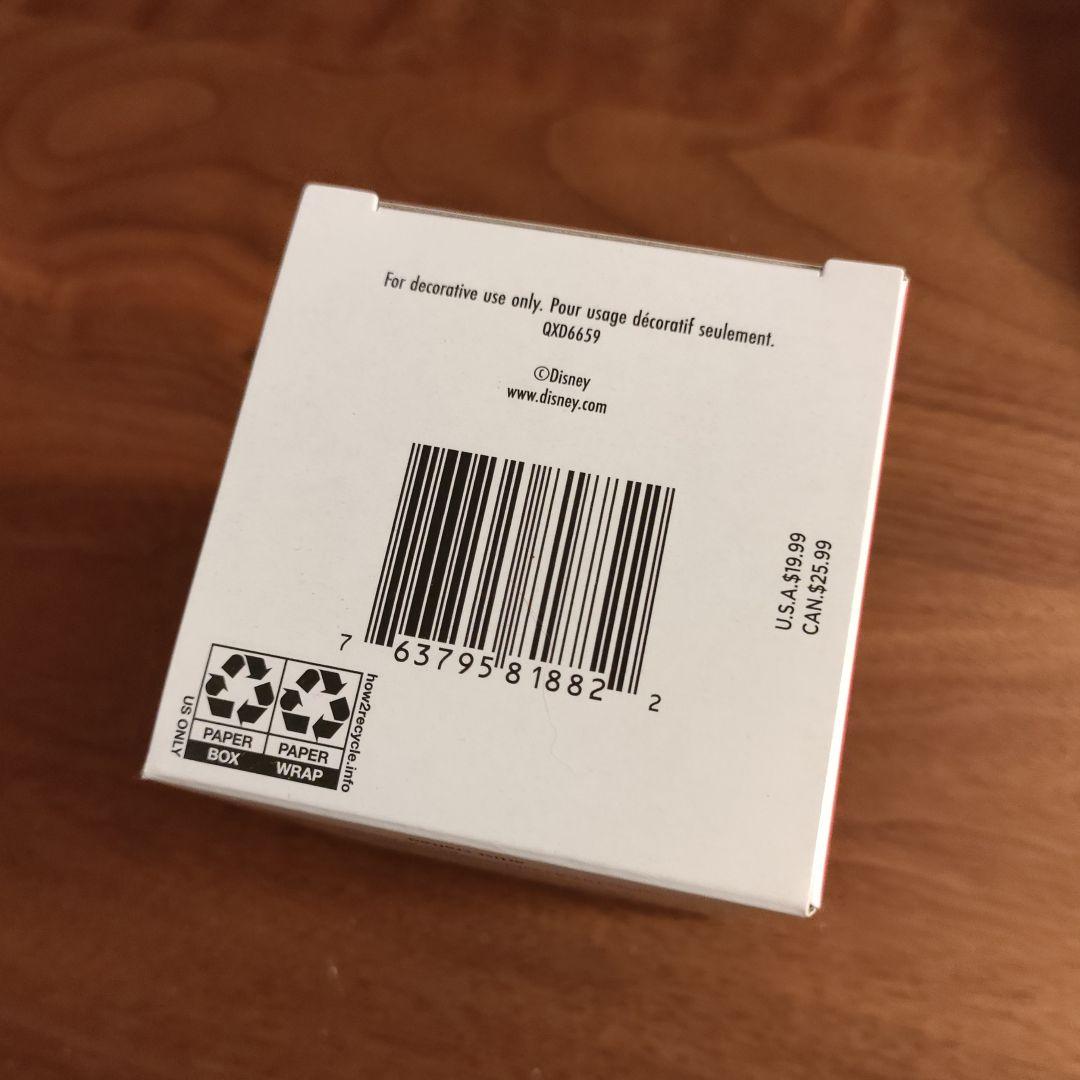 For decorative use only. Pour usage décoratif seulement.
QXD6659
©Disney
www.disney.com
U.S.A.$19.99
CAN.$25.99
7 63795 81882 2
US ONLY
PAPER PAPER
BOX WRAP
how2recycle.info